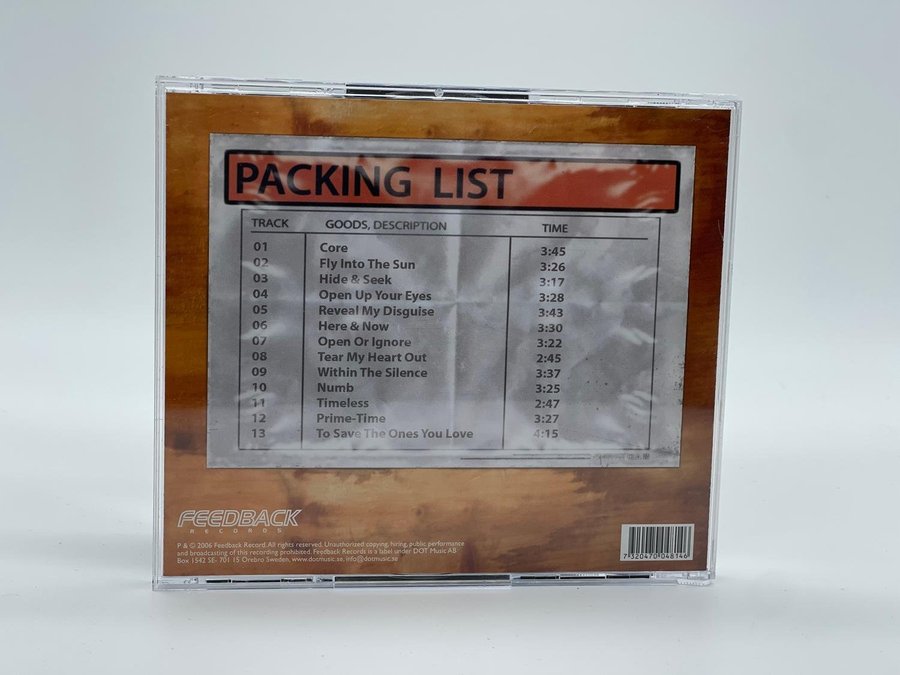 PACKING LIST
TRACK GOODS, DESCRIPTION TIME
01 Core 3:45
02 Fly Into The Sun 3:26
03 Hide & Seek 3:17
04 Open Up Your Eyes 3:28
05 Reveal My Disguise 3:43
06 Here & Now 3:30
07 Open Or Ignore 3:22
08 Tear My Heart Out 2:45
09 Within The Silence 3:37
10 Numb 3:25
11 Timeless 2:47
12 Prime-Time 3:27
13 To Save The Ones You Love 4:15
FEEDBACK
RECORDS
P & © 2006 Feedback Record. All rights reserved. Unauthorized copying, hiring, public performance
and broadcasting of this recording prohibited. Feedback Records is a label under DOT Music AB
Box 1542 SE- 701 15 Örebro Sweden, www.dotmusic.se, info@dotmusic.se
7 320470 048146